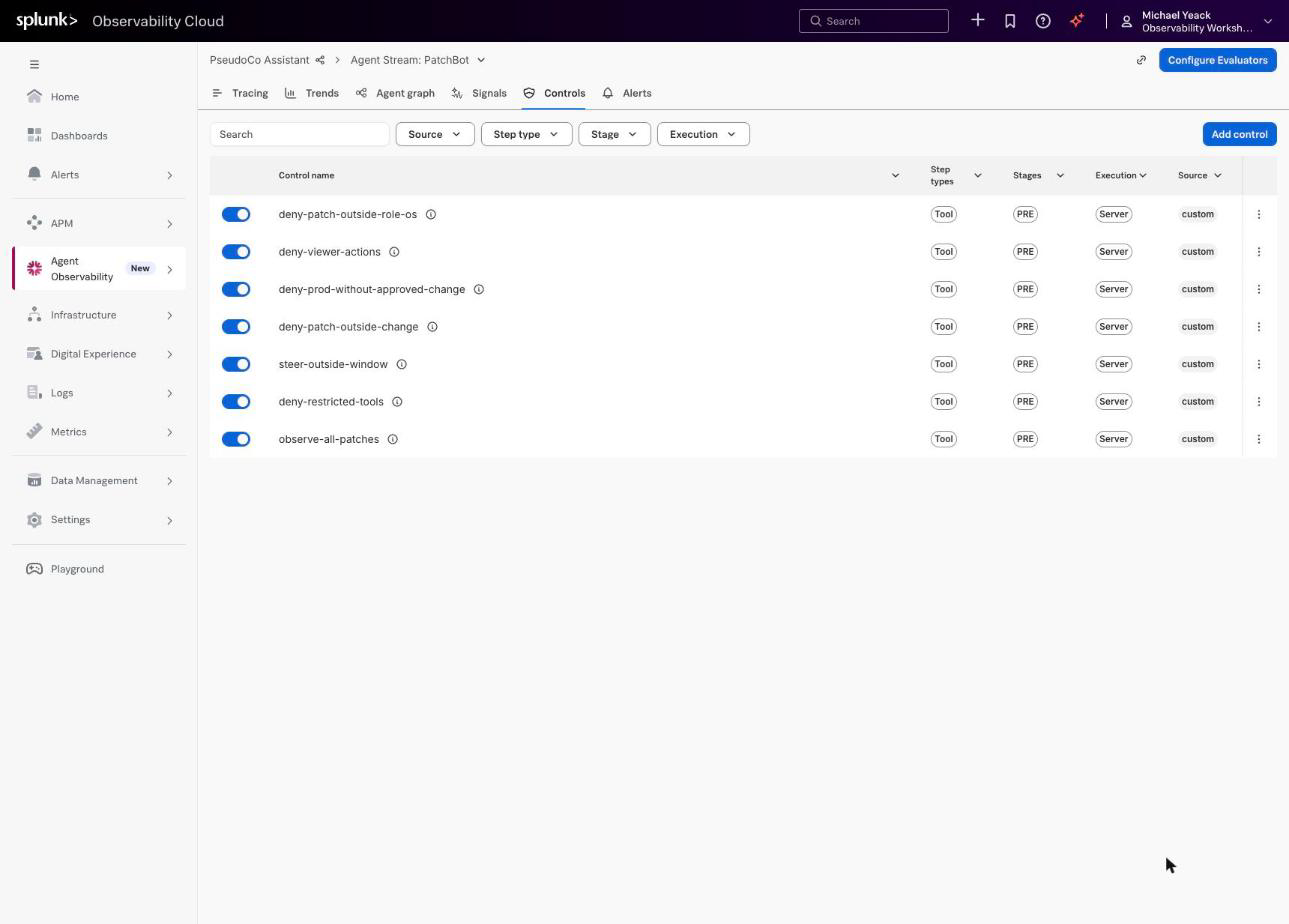 splunk> Observability Cloud
Search
Michael Yeack
Observability Worksh...
PseudoCo Assistant
Agent Stream: PatchBot
Configure Evaluators
Home
Dashboards
Alerts
APM
Agent Observability
New
Infrastructure
Digital Experience
Logs
Metrics
Data Management
Settings
Playground
Tracing Trends Agent graph Signals Controls Alerts
Search Source Step type Stage Execution Add control
Control name Step types Stages Execution Source
deny-patch-outside-role-os Tool PRE Server custom
deny-viewer-actions Tool PRE Server custom
deny-prod-without-approved-change Tool PRE Server custom
deny-patch-outside-change Tool PRE Server custom
steer-outside-window Tool PRE Server custom
deny-restricted-tools Tool PRE Server custom
observe-all-patches Tool PRE Server custom